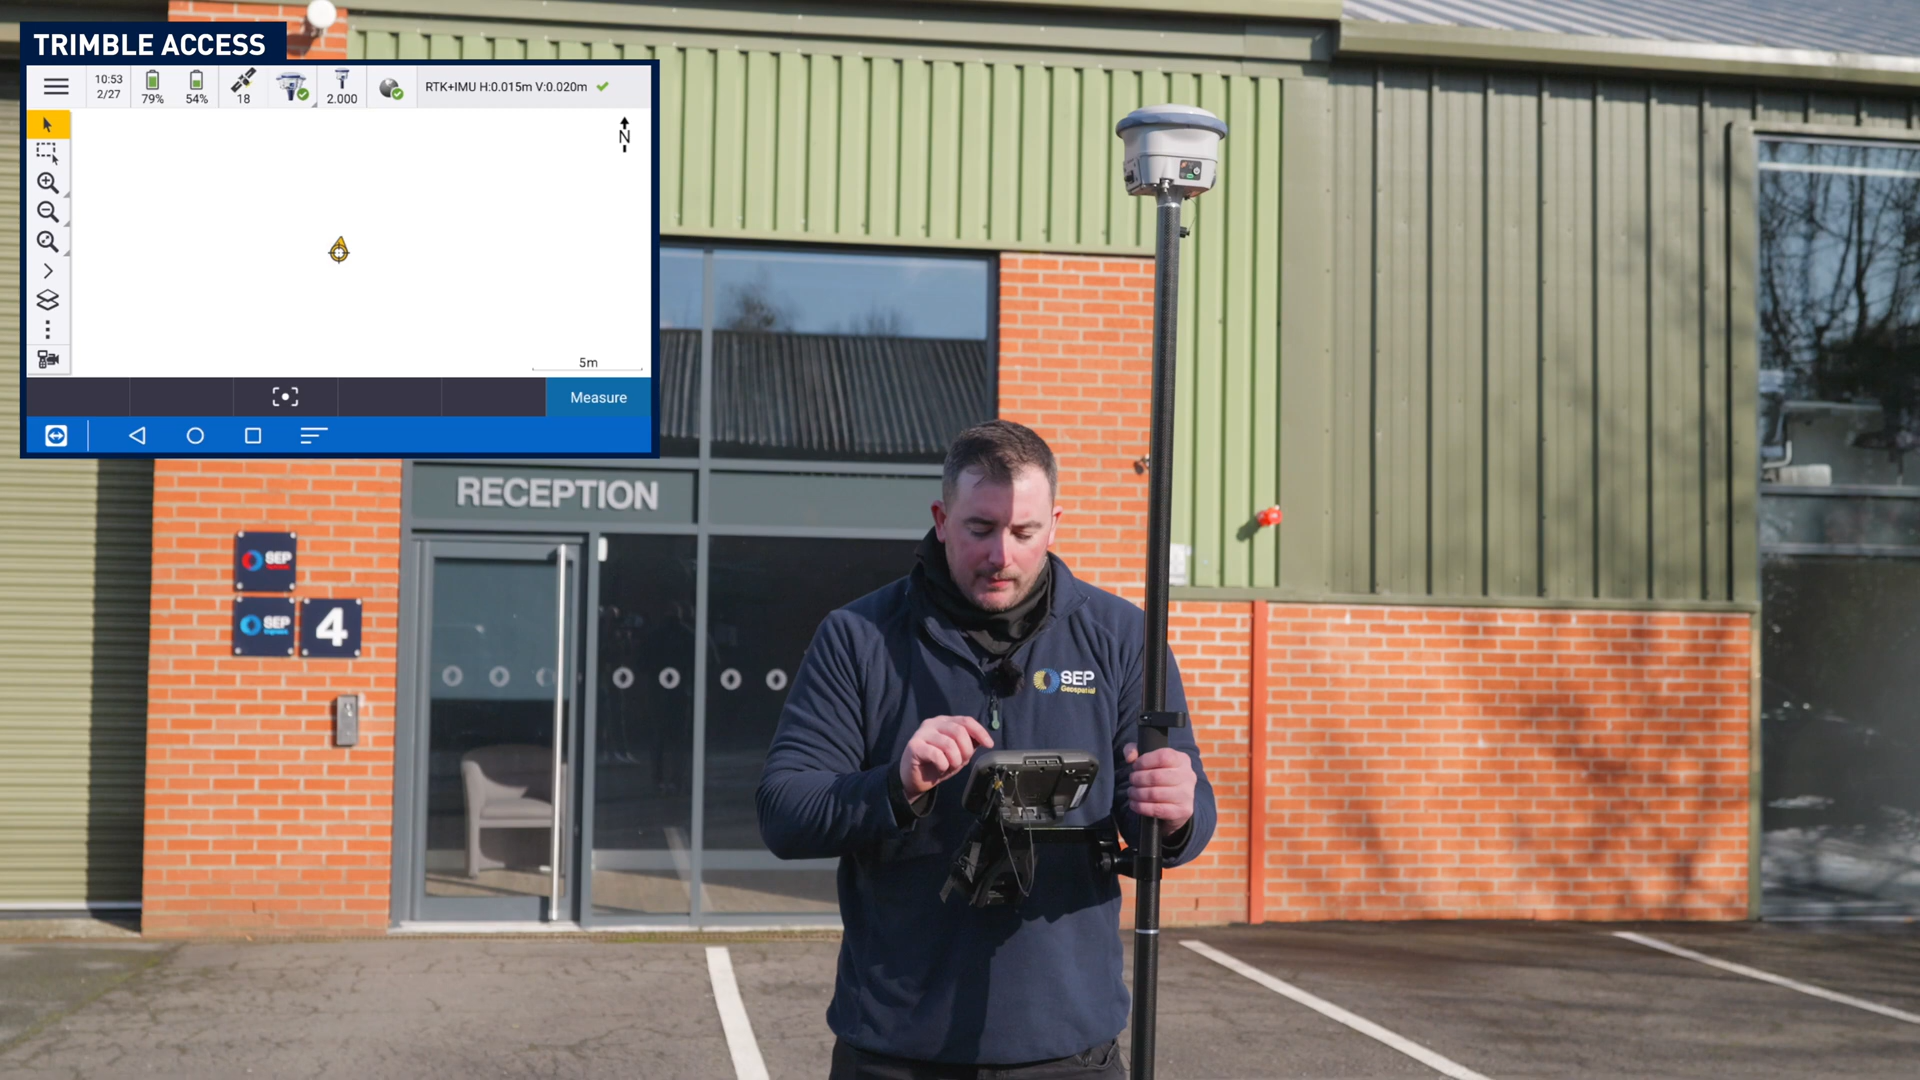 TRIMBLE ACCESS
10:53
2/27
79%
54%
18
2.000
RTK+IMU H:0.015m V:0.020m
N
5m
Measure
RECEPTION
SEP
SEP
4
SEP
Geospatial